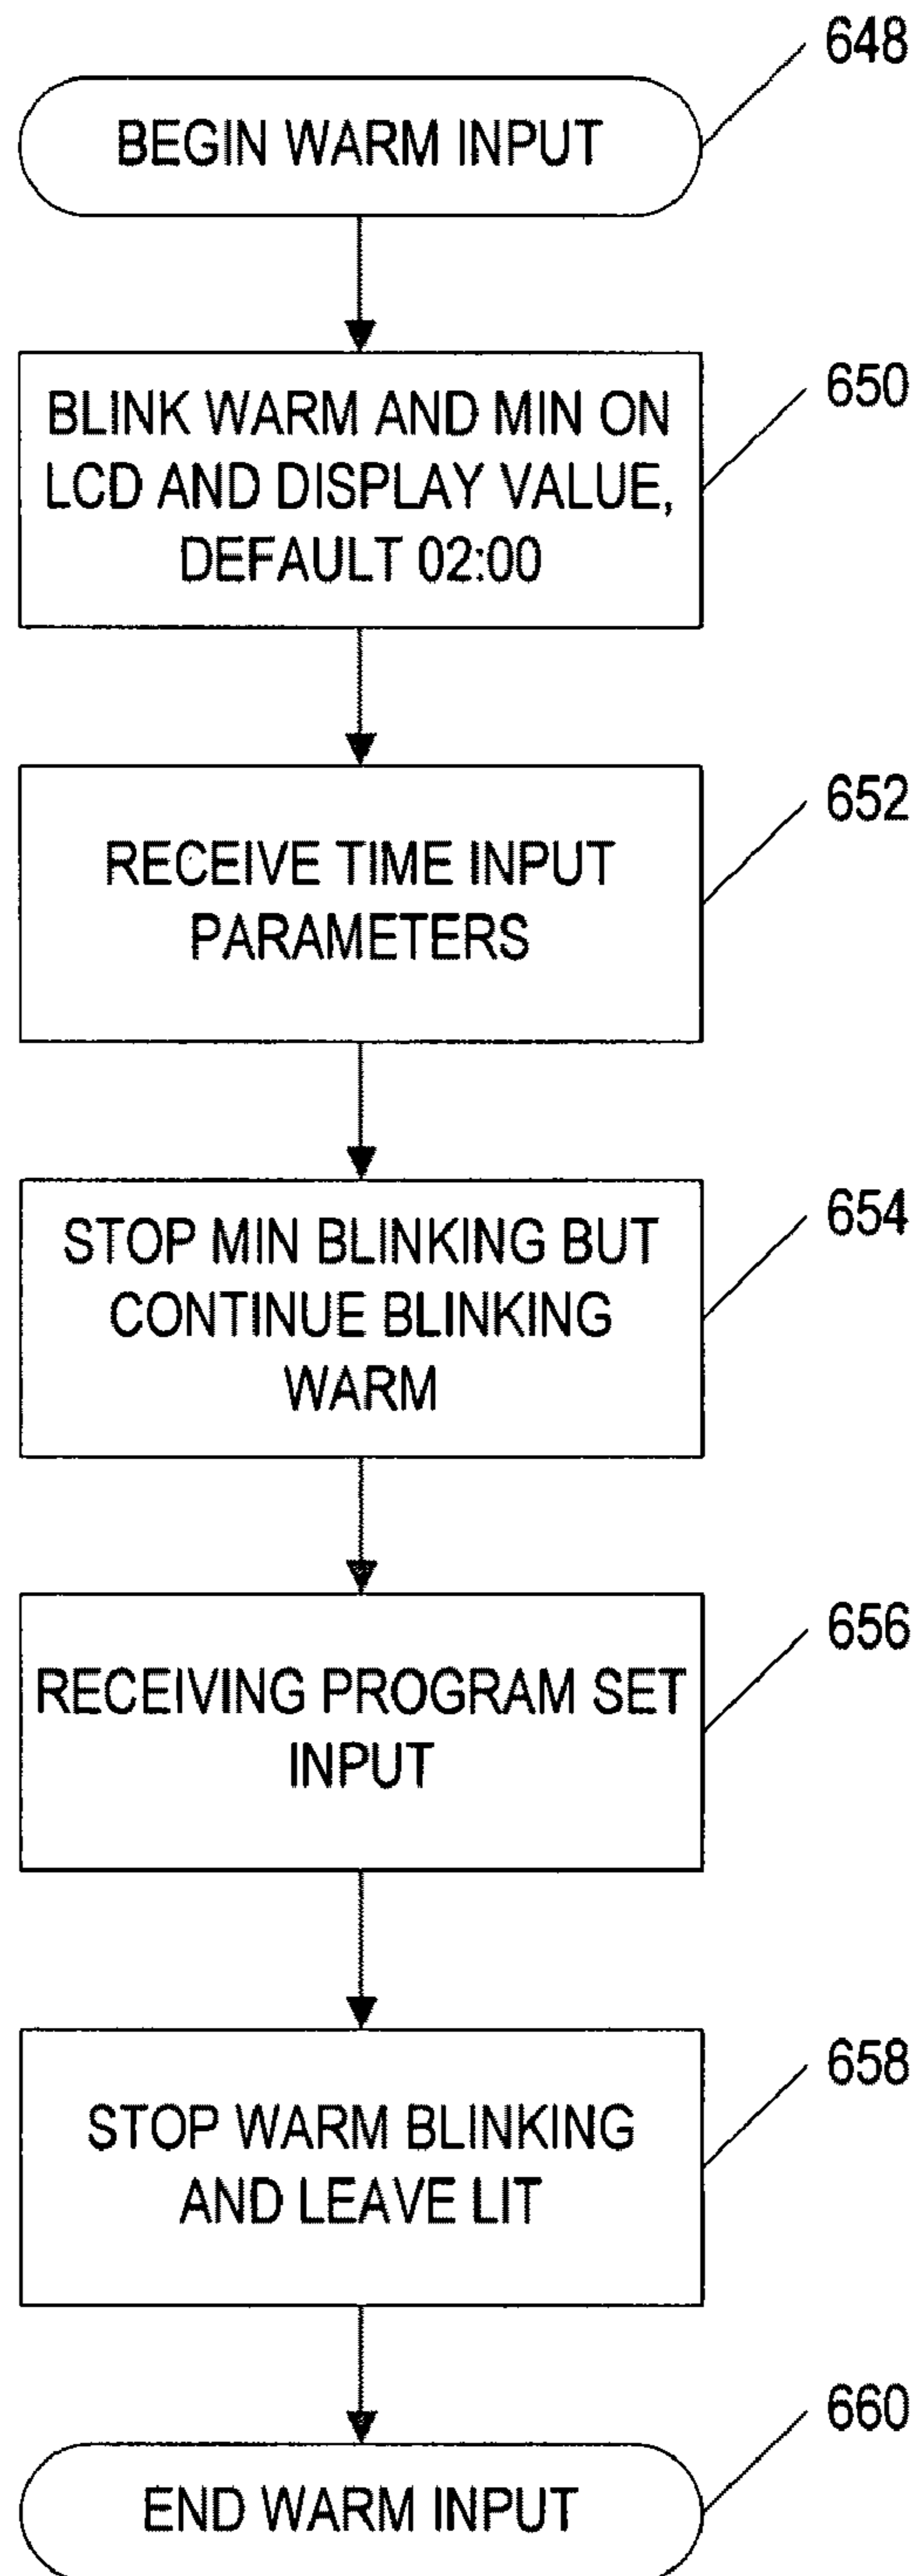 648
BEGIN WARM INPUT
650
BLINK WARM AND MIN ON
LCD AND DISPLAY VALUE,
DEFAULT 02:00
652
RECEIVE TIME INPUT
PARAMETERS
654
STOP MIN BLINKING BUT
CONTINUE BLINKING
WARM
656
RECEIVING PROGRAM SET
INPUT
658
STOP WARM BLINKING
AND LEAVE LIT
660
END WARM INPUT